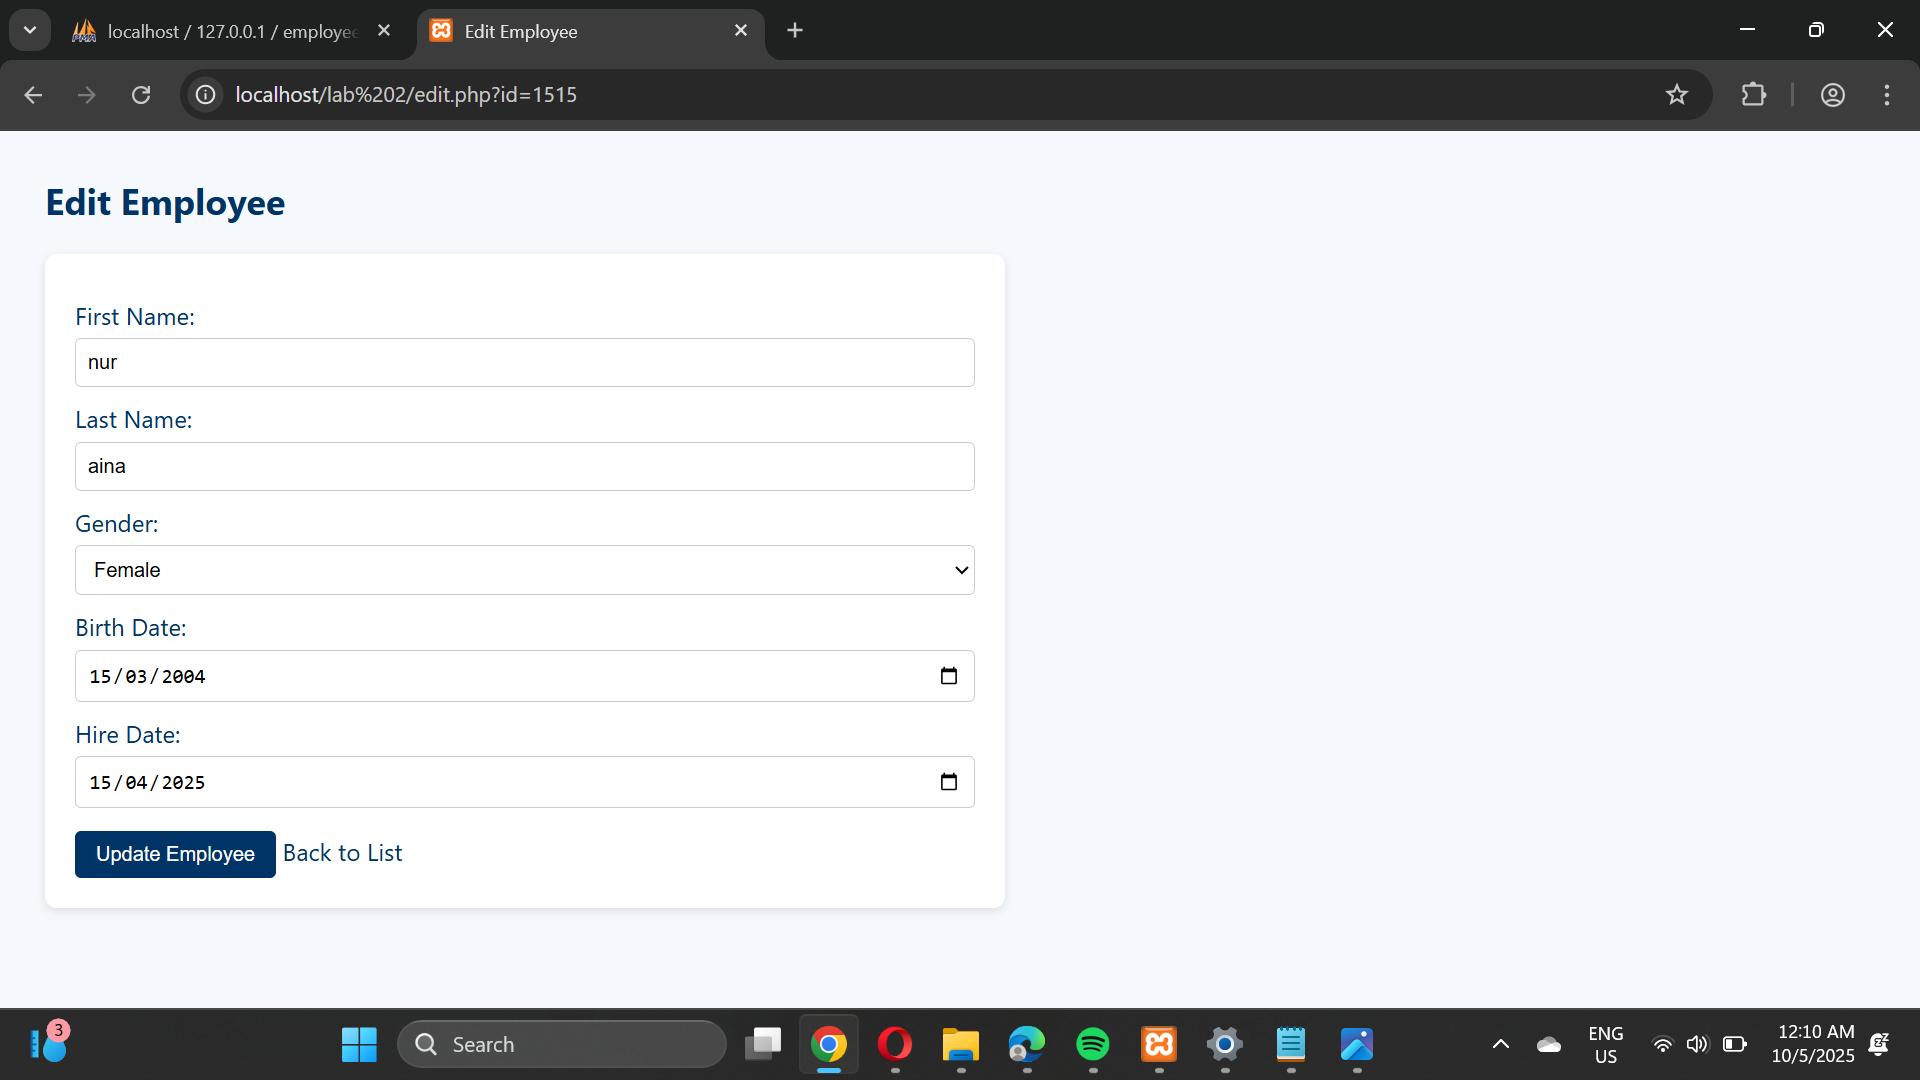 localhost / 127.0.0.1 / employee
Edit Employee
localhost/lab%202/edit.php?id=1515
Edit Employee
First Name:
nur
Last Name:
aina
Gender:
Female
Birth Date:
15/03/2004
Hire Date:
15/04/2025
Update Employee Back to List
3
Search
ENG
US
12:10 AM
10/5/2025